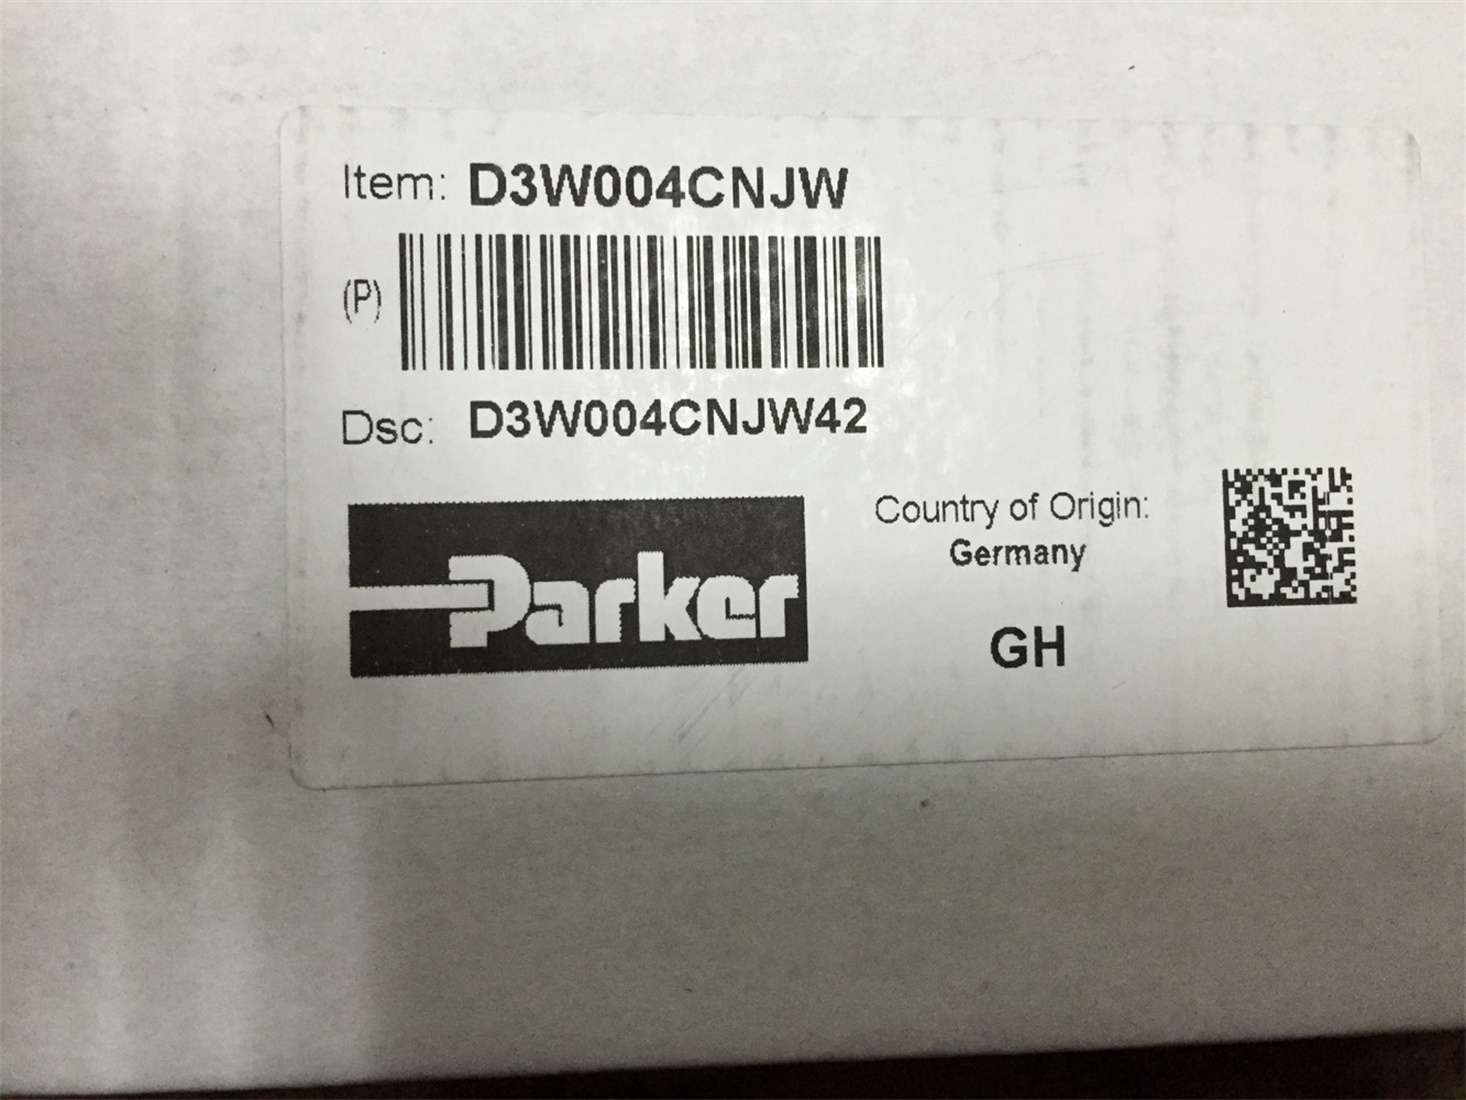 Item: D3W004CNJW
(P)
Dsc: D3W004CNJW42
Parker
Country of Origin:
Germany
GH